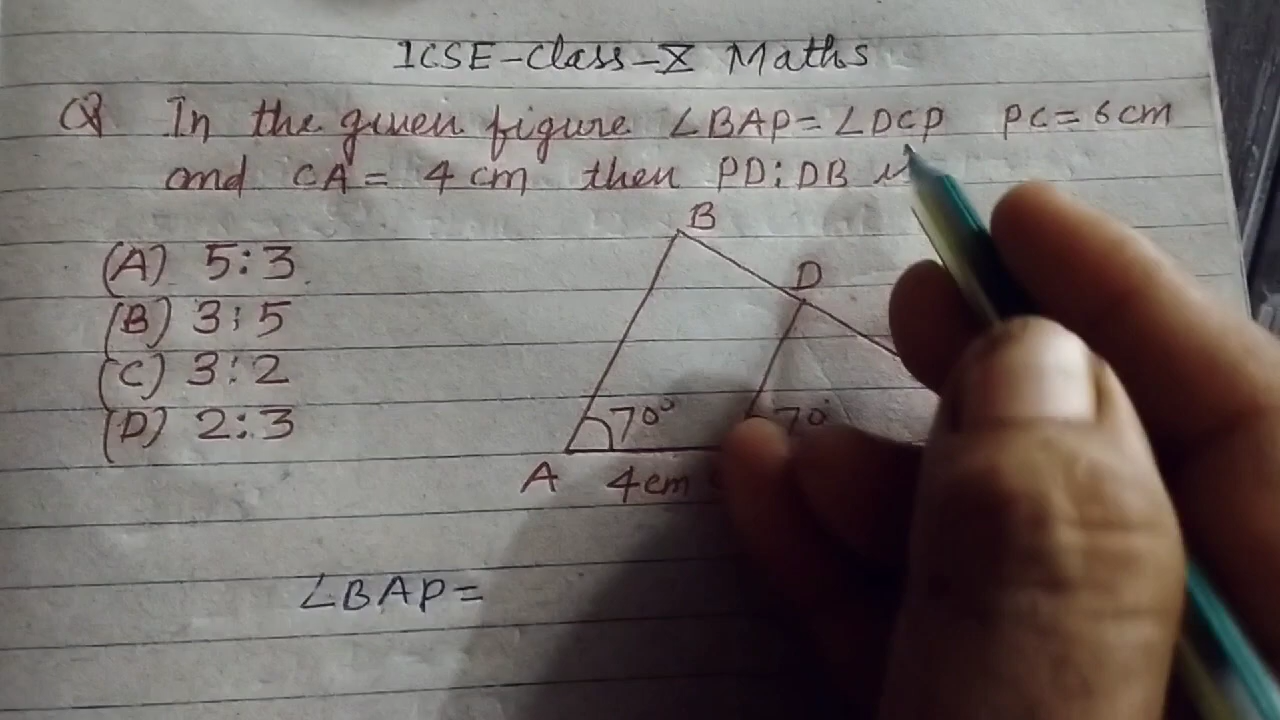 ICSE-Class-X Maths
Q In the given figure ∠BAP = ∠DCP PC = 6cm
and CA = 4 cm then PD:DB
(A) 5:3
(B) 3:5
(C) 3:2
(D) 2:3
B
D
70°
70°
A
4cm
∠BAP =